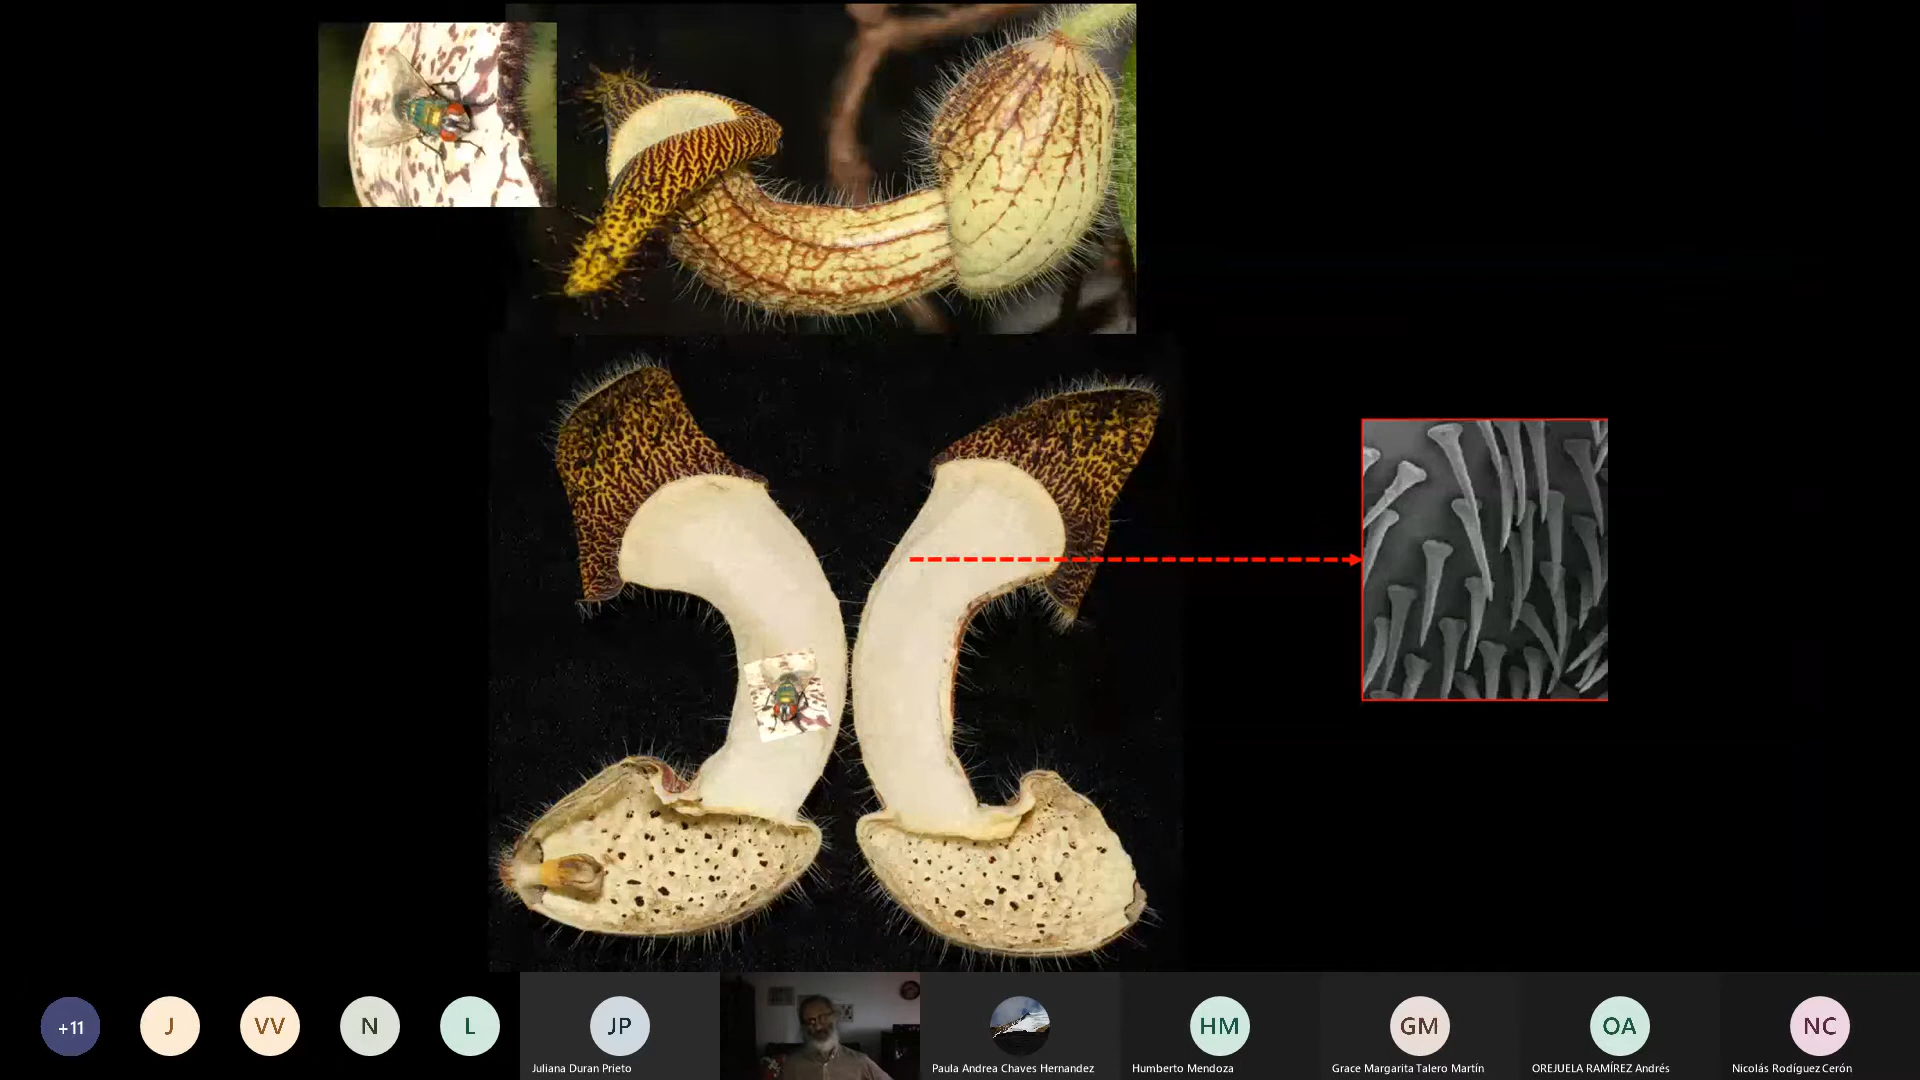 +11
J
VV
N
L
JP
HM
GM
OA
NC
Juliana Duran Prieto
Paula Andrea Chaves Hernandez
Humberto Mendoza
Grace Margarita Talero Martín
OREJUELA RAMÍREZ Andrés
Nicolás Rodíguez Cerón